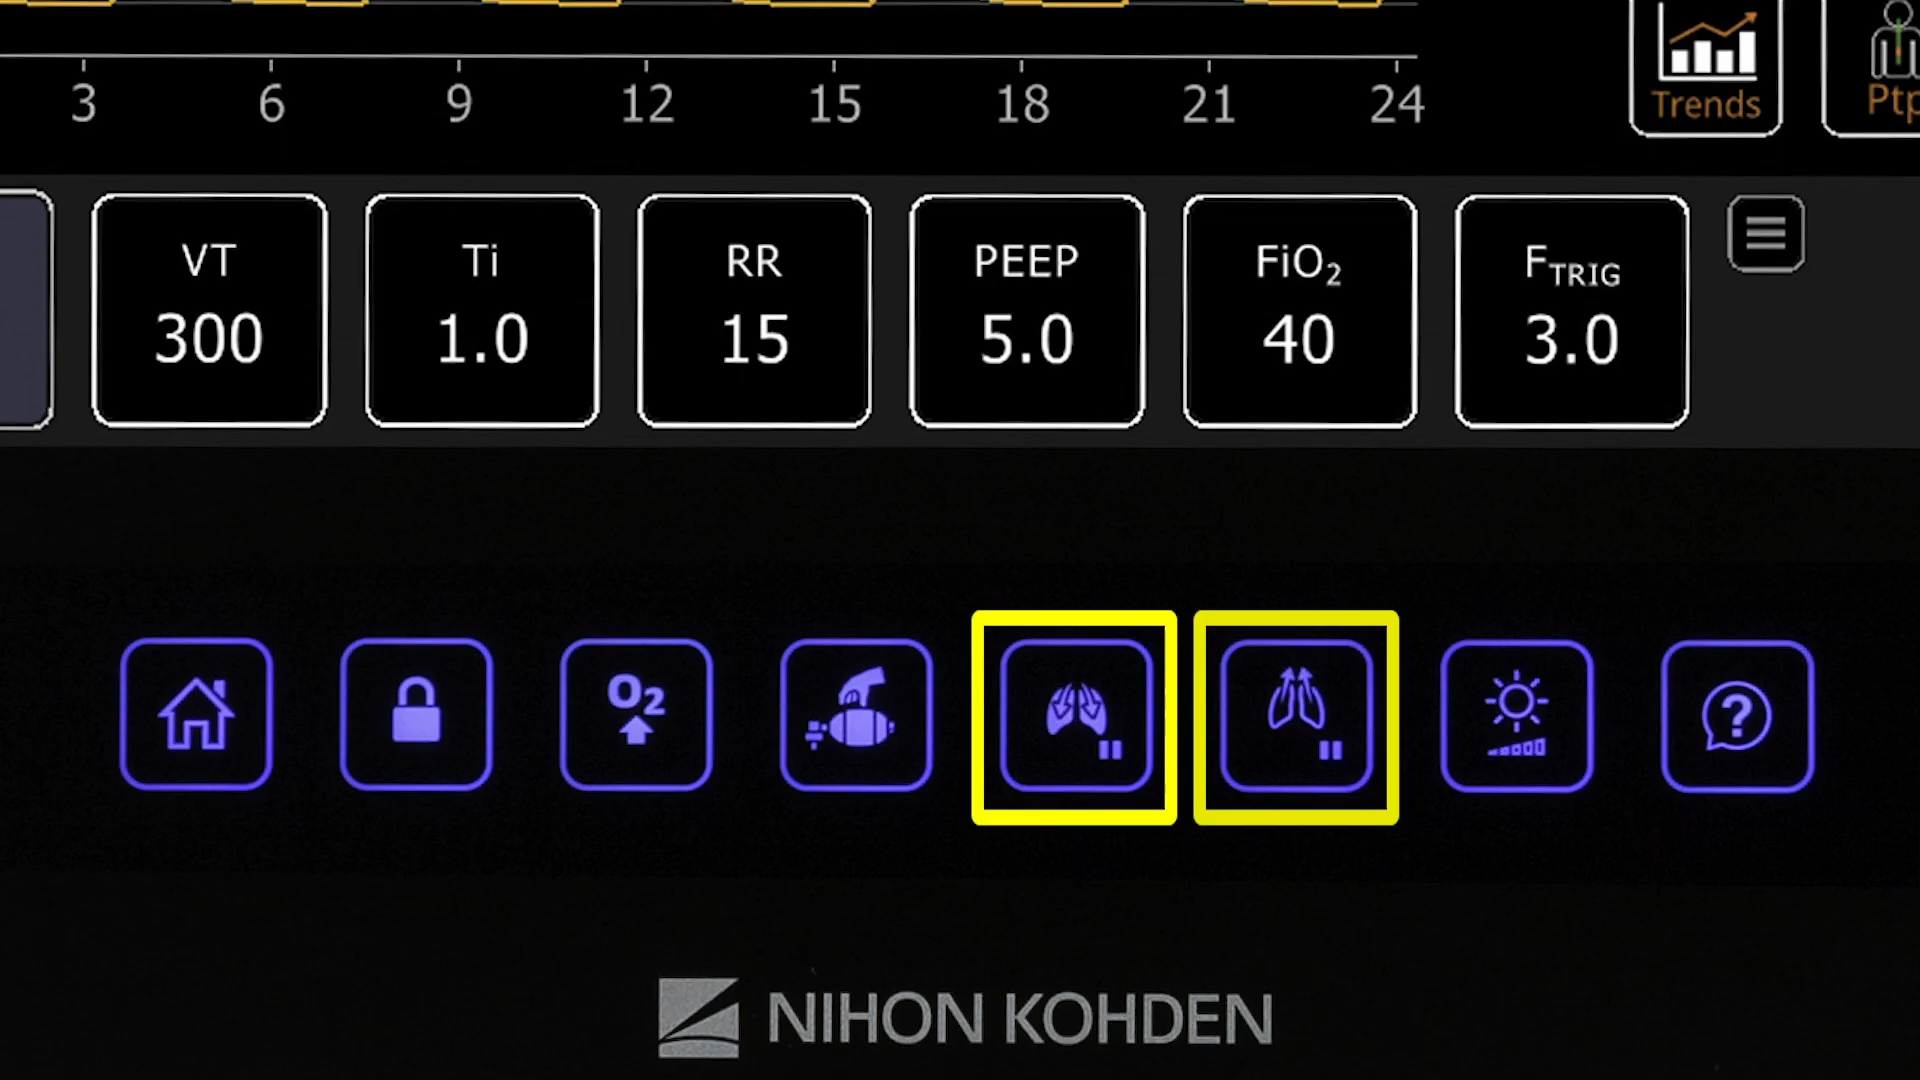 3 6 9 12 15 18 21 24
Trends
Ptp
VT
300
Ti
1.0
RR
15
PEEP
5.0
FiO₂
40
FTRIG
3.0
O2
?
NIHON KOHDEN